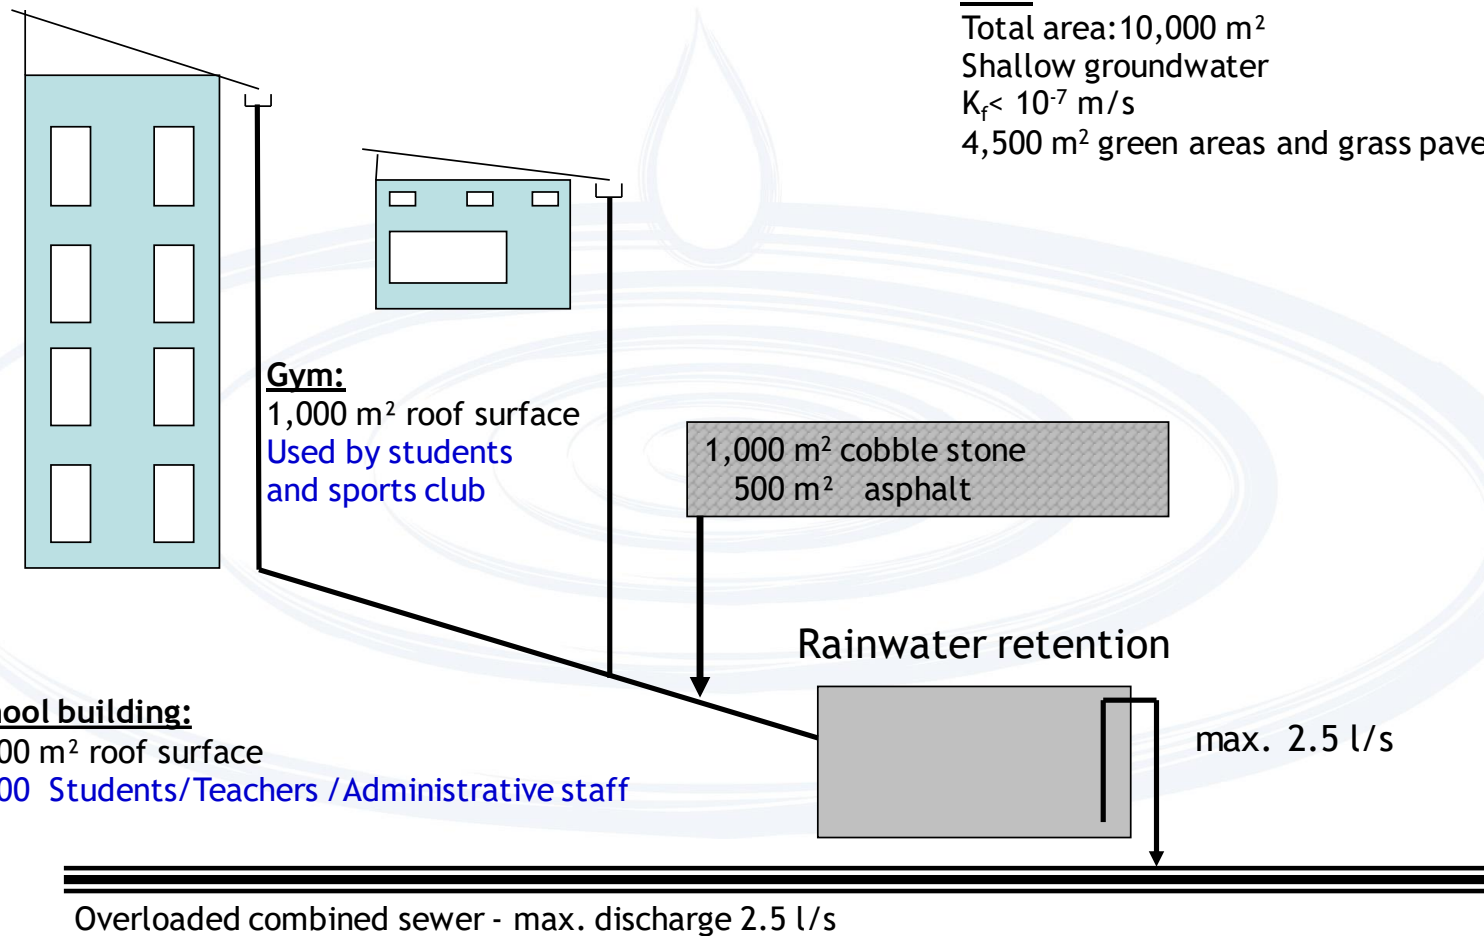 Total area:10,000 m²
Shallow groundwater
Kf< 10⁻⁷ m/s
4,500 m² green areas and grass pave
Gym:
1,000 m² roof surface
Used by students
and sports club
1,000 m² cobble stone
500 m² asphalt
Rainwater retention
max. 2.5 l/s
building:
m² roof surface
Students/Teachers /Administrative staff
Overloaded combined sewer - max. discharge 2.5 l/s